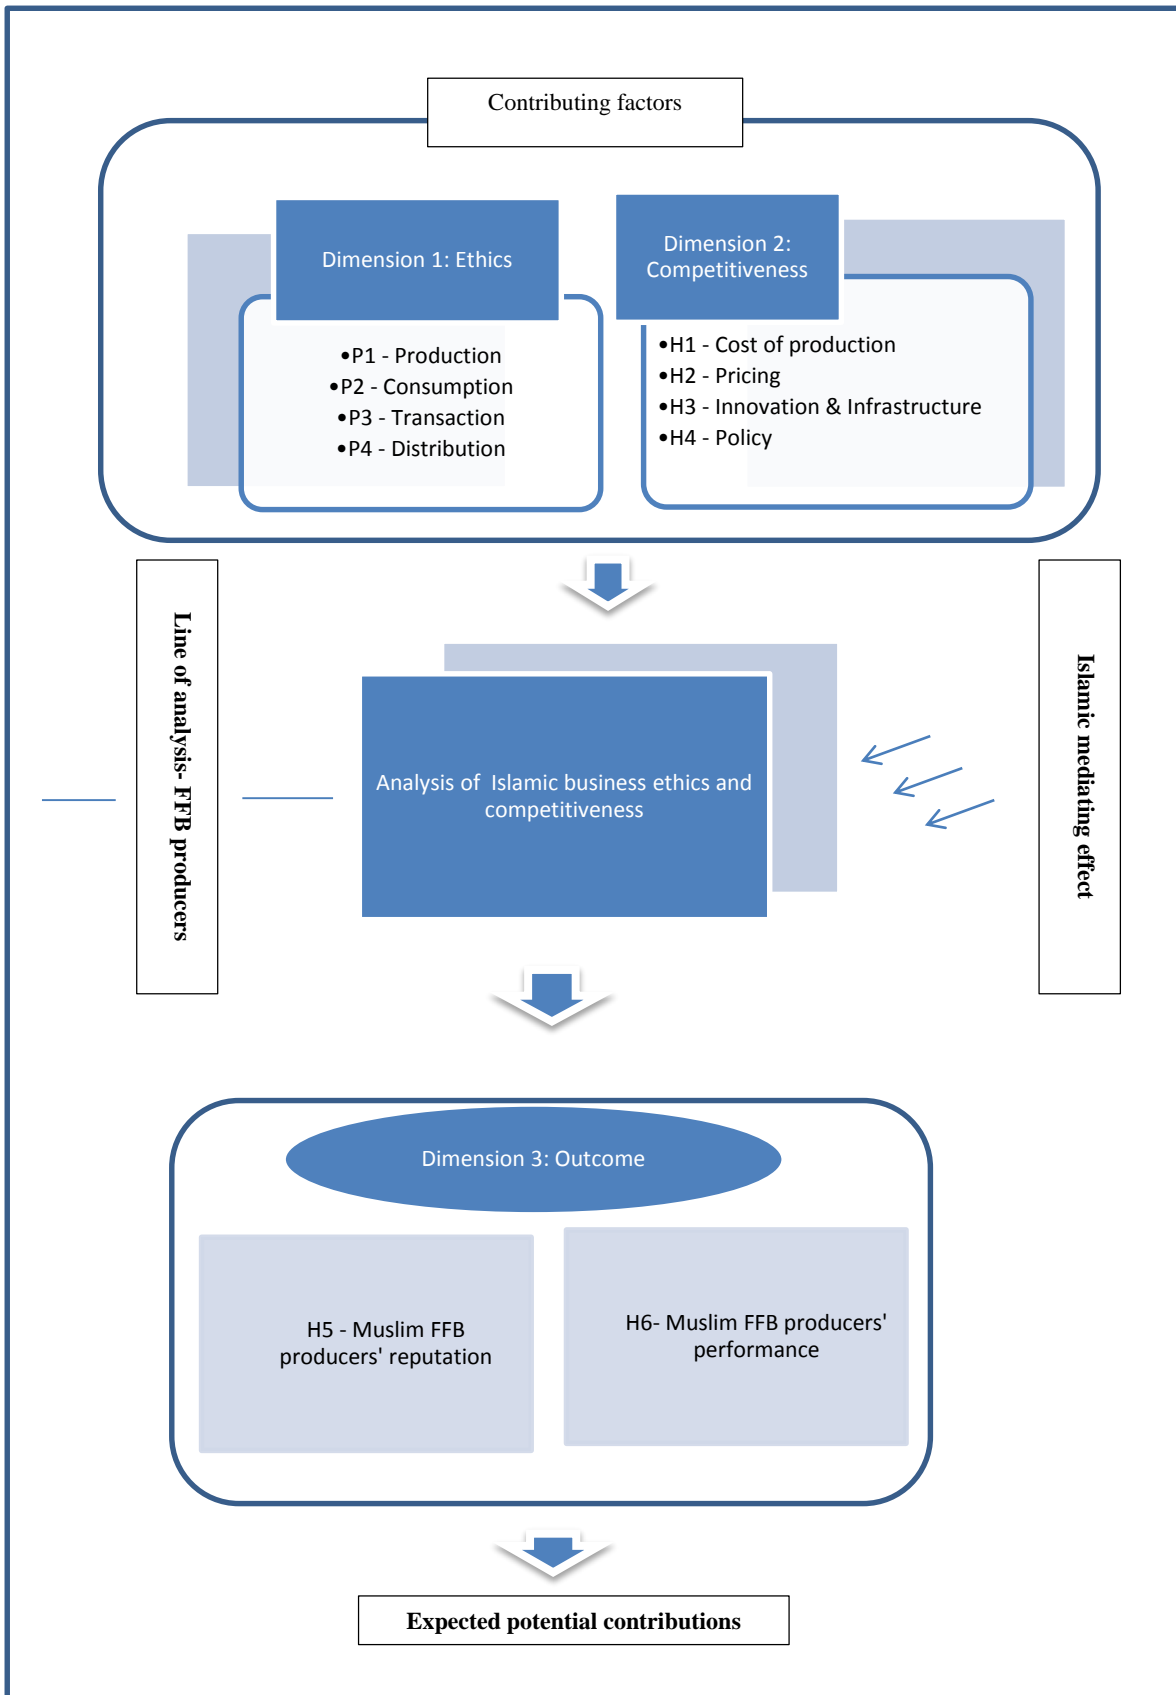 Contributing factors
Dimension 1: Ethics
•P1 - Production
•P2 - Consumption
•P3 - Transaction
•P4 - Distribution
Dimension 2:
Competitiveness
•H1 - Cost of production
•H2 - Pricing
•H3 - Innovation & Infrastructure
•H4 - Policy
Line of analysis- FFB producers
Analysis of  Islamic business ethics and
competitiveness
Islamic mediating effect
Dimension 3: Outcome
H5 - Muslim FFB
producers' reputation
H6- Muslim FFB producers'
performance
Expected potential contributions